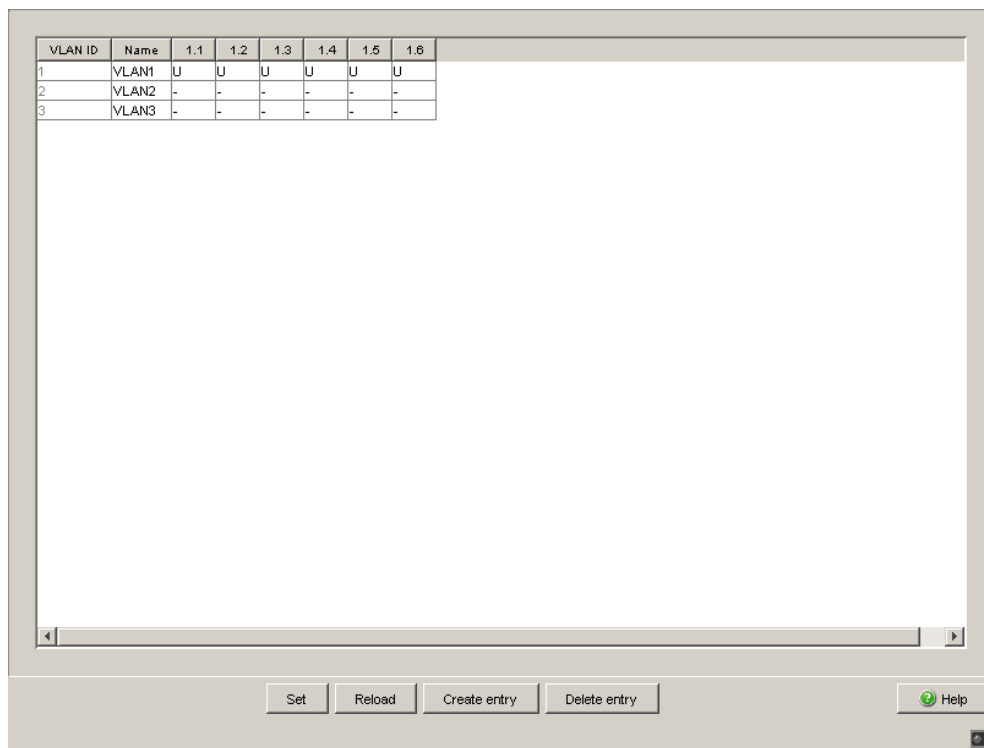 VLAN ID Name 1.1 1.2 1.3 1.4 1.5 1.6
1 VLAN1 U U U U U U
2 VLAN2 - - - - - -
3 VLAN3 - - - - - -
Set Reload Create entry Delete entry Help